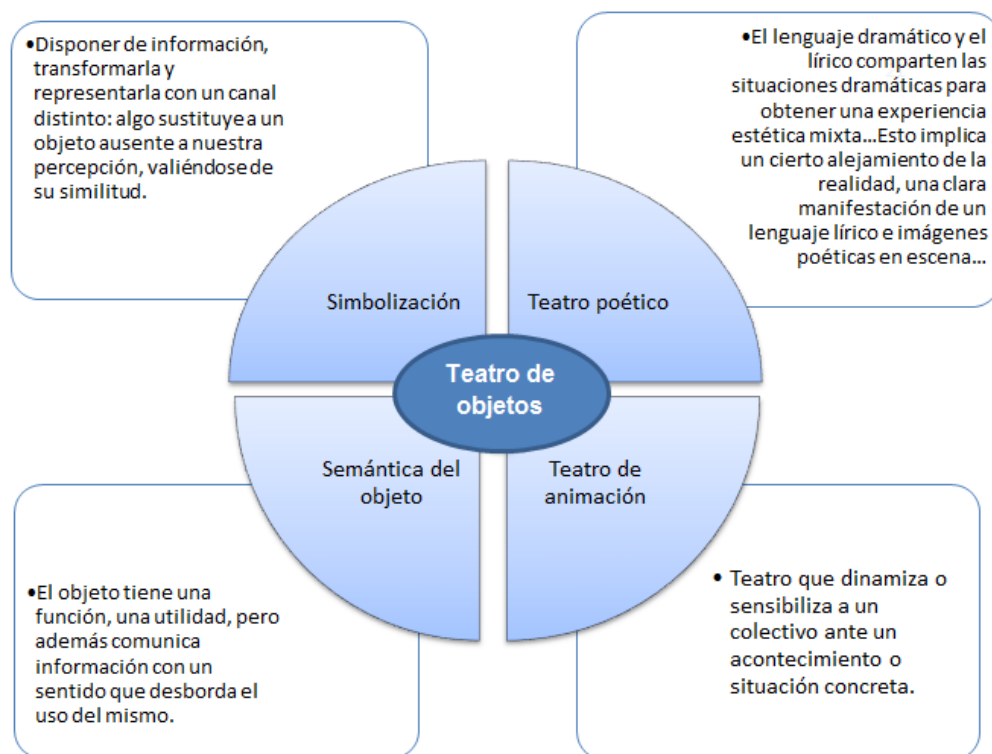 •Disponer de información,
transformarla y
representarla con un canal
distinto: algo sustituye a un
objeto ausente a nuestra
percepción, valiéndose de
su similitud.
•El lenguaje dramático y el
lírico comparten las
situaciones dramáticas para
obtener una experiencia
estética mixta...Esto implica
un cierto alejamiento de la
realidad, una clara
manifestación de un
lenguaje lírico e imágenes
poéticas en escena...
Simbolización
Teatro poético
Teatro de
objetos
Semántica del
objeto
Teatro de
animación
•El objeto tiene una
función, una utilidad, pero
además comunica
información con un
sentido que desborda el
uso del mismo.
• Teatro que dinamiza o
sensibiliza a un
colectivo ante un
acontecimiento o
situación concreta.